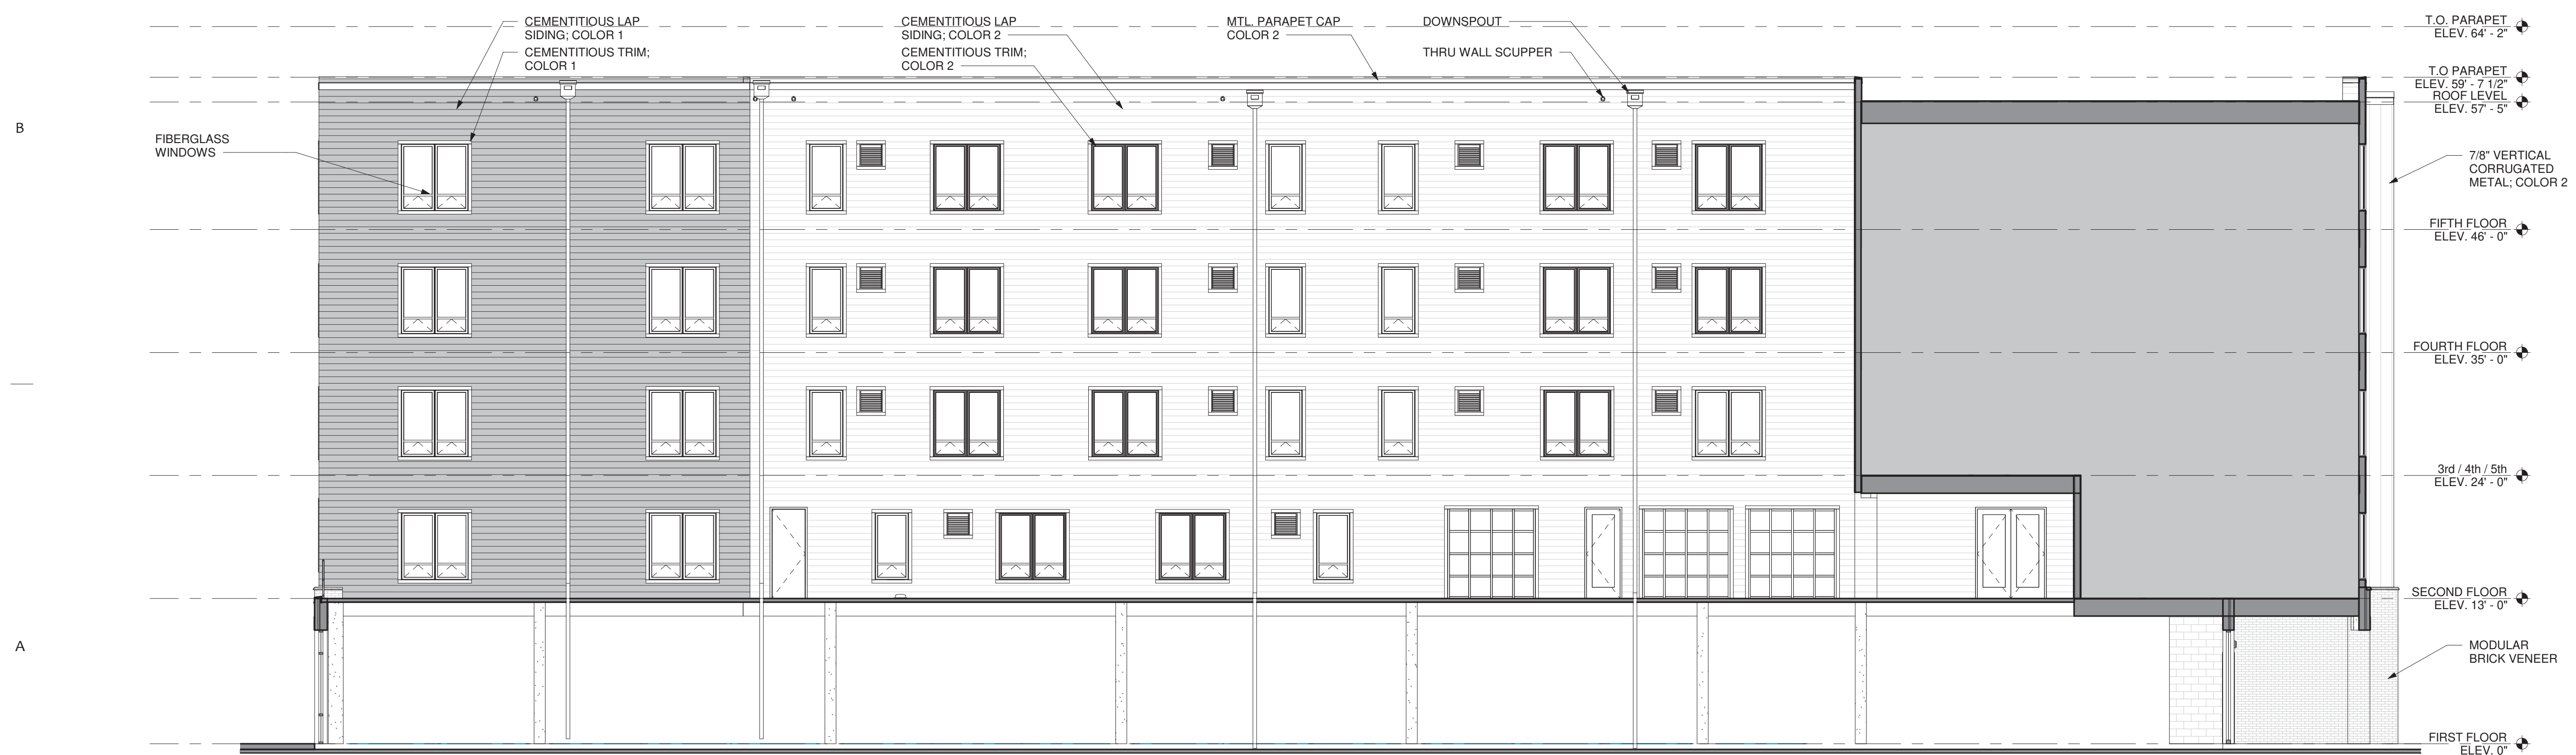 CEMENTITIOUS LAP
SIDING; COLOR 1
CEMENTITIOUS TRIM;
COLOR 1
CEMENTITIOUS LAP
SIDING; COLOR 2
CEMENTITIOUS TRIM;
COLOR 2
MTL. PARAPET CAP
COLOR 2
DOWNSPOUT
THRU WALL SCUPPER
T.O. PARAPET
ELEV. 64' - 2"
T.O PARAPET
ELEV. 59' - 7 1/2"
ROOF LEVEL
ELEV. 57' - 5"
B
FIBERGLASS
WINDOWS
7/8" VERTICAL
CORRUGATED
METAL; COLOR 2
FIFTH FLOOR
ELEV. 46' - 0"
FOURTH FLOOR
ELEV. 35' - 0"
3rd / 4th / 5th
ELEV. 24' - 0"
SECOND FLOOR
ELEV. 13' - 0"
A
MODULAR
BRICK VENEER
FIRST FLOOR
ELEV. 0"